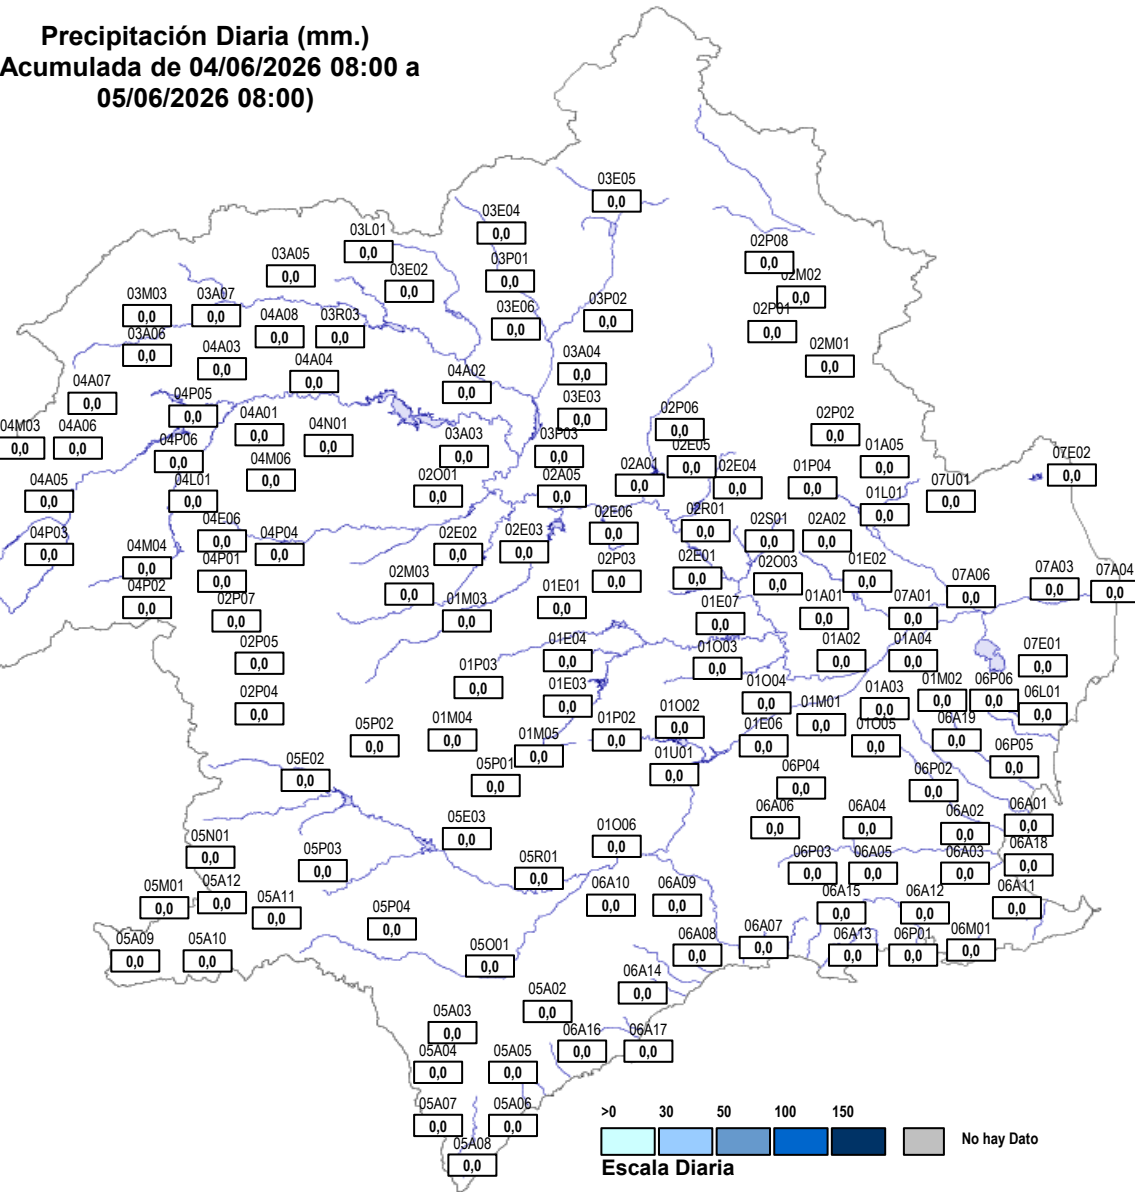 Precipitación Diaria (mm.)
Acumulada de 04/06/2026 08:00 a
05/06/2026 08:00)
03E05
0,0
03E04
0,0
03L01
0,0
02P08
0,0
03A05
0,0
03P01
0,0
03E02
0,0
02M02
0,0
03M03
0,0
03A07
0,0
03P02
0,0
04A08
0,0
03R03
0,0
03E06
0,0
02P01
0,0
03A06
0,0
04A03
0,0
02M01
0,0
04A04
0,0
03A04
0,0
04A02
0,0
04A07
0,0
04P05
0,0
03E03
0,0
02P06
0,0
02P02
0,0
04M03
0,0
04A06
0,0
04A01
0,0
04N01
0,0
03A03
0,0
03P03
0,0
04P06
0,0
02E05
0,0
01A05
0,0
07E02
0,0
04M06
0,0
02A01
0,0
02E04
0,0
01P04
0,0
04A05
0,0
04L01
0,0
02O01
0,0
02A05
0,0
07U01
0,0
01L01
0,0
04E06
0,0
02E06
0,0
02R01
0,0
02S01
0,0
02A02
0,0
04P03
0,0
04P04
0,0
02E02
0,0
02E03
0,0
04M04
0,0
04P01
0,0
02P03
0,0
02E01
0,0
02O03
0,0
01E02
0,0
02M03
0,0
07A06
0,0
07A03
0,0
07A04
0,0
04P02
0,0
01E01
0,0
02P07
0,0
01M03
0,0
01E07
0,0
01A01
0,0
07A01
0,0
02P05
0,0
01E04
0,0
01O03
0,0
01A02
0,0
01A04
0,0
07E01
0,0
01P03
0,0
02P04
0,0
01E03
0,0
01O04
0,0
01A03
0,0
01M02
0,0
06P06
0,0
06L01
0,0
01O02
0,0
01M01
0,0
05P02
0,0
01M04
0,0
01P02
0,0
01E06
0,0
01O05
0,0
06A19
0,0
01M05
0,0
06P05
0,0
05E02
0,0
05P01
0,0
01U01
0,0
06P04
0,0
06P02
0,0
05E03
0,0
06A06
0,0
06A04
0,0
06A02
0,0
06A01
0,0
05N01
0,0
01O06
0,0
05P03
0,0
05R01
0,0
06P03
0,0
06A05
0,0
06A03
0,0
06A18
0,0
05M01
0,0
05A12
0,0
05A11
0,0
06A10
0,0
06A09
0,0
06A15
0,0
06A12
0,0
06A11
0,0
05P04
0,0
05A09
0,0
05A10
0,0
05O01
0,0
06A08
0,0
06A07
0,0
06A13
0,0
06P01
0,0
06M01
0,0
06A14
0,0
05A02
0,0
05A03
0,0
06A16
0,0
06A17
0,0
05A04
0,0
05A05
0,0
05A07
0,0
05A06
0,0
05A08
0,0
>0 30 50 100 150
No hay Dato
Escala Diaria